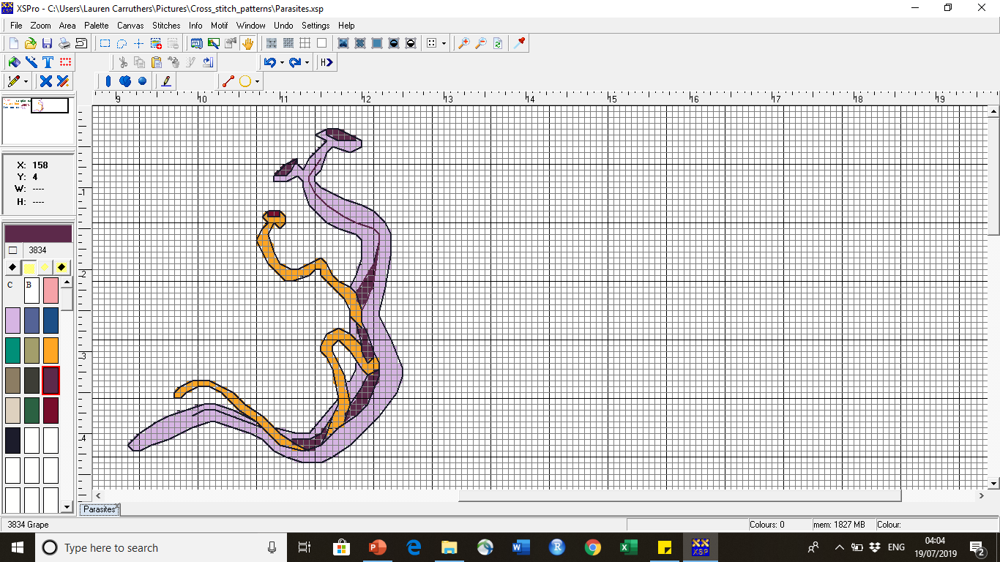 XSPro - C:\Users\Lauren Carruthers\Pictures\Cross_stitch_patterns\Parasites.xsp
File Zoom Area Palette Canvas Stitches Info Motif Window Undo Settings Help
H
9 10 11 12 13 14 15 16 17 18 19
X: 158
Y: 4
W: ----
H: ----
1
3834
2
C B
3
4
Parasites
3834 Grape Colours: 0 mem: 1827 MB Colour:
Type here to search
ENG
04:04
19/07/2019
2
XSP